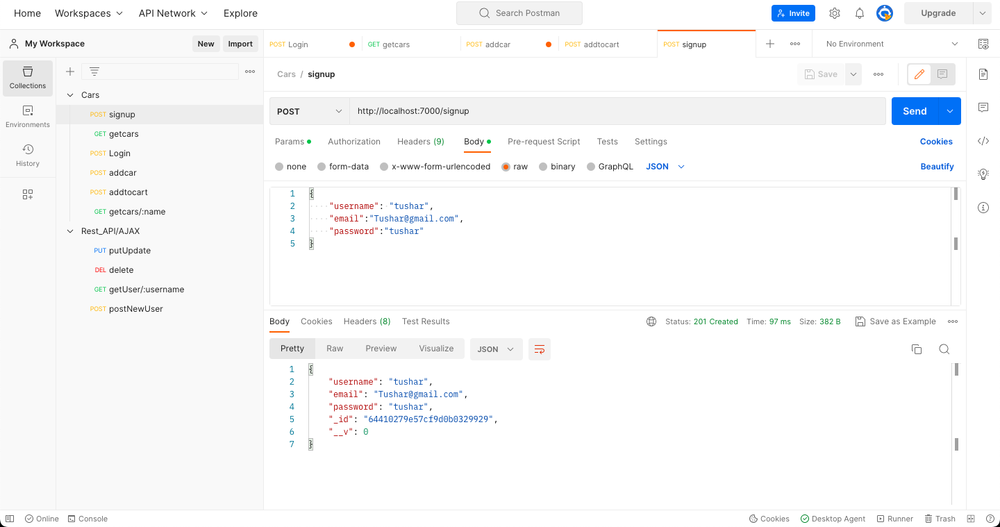 Home Workspaces API Network Explore Search Postman Invite Upgrade
My Workspace New Import POST Login GET getcars POST addcar POST addtocart POST signup No Environment
Collections
Environments
History
Cars
POST signup
GET getcars
POST Login
POST addcar
POST addtocart
GET getcars/:name
Rest_API/AJAX
PUT putUpdate
DEL delete
GET getUser/:username
POST postNewUser
Cars / signup Save
POST http://localhost:7000/signup Send
Params Authorization Headers (9) Body Pre-request Script Tests Settings Cookies
none form-data x-www-form-urlencoded raw binary GraphQL JSON Beautify
1 {
2 "username": "tushar",
3 "email":"Tushar@gmail.com",
4 "password":"tushar"
5 }
Body Cookies Headers (8) Test Results Status: 201 Created Time: 97 ms Size: 382 B Save as Example
Pretty Raw Preview Visualize JSON
1 {
2 "username": "tushar",
3 "email": "Tushar@gmail.com",
4 "password": "tushar",
5 "_id": "64410279e57cf9d0b0329929",
6 "__v": 0
7 }
Online Console Cookies Desktop Agent Runner Trash